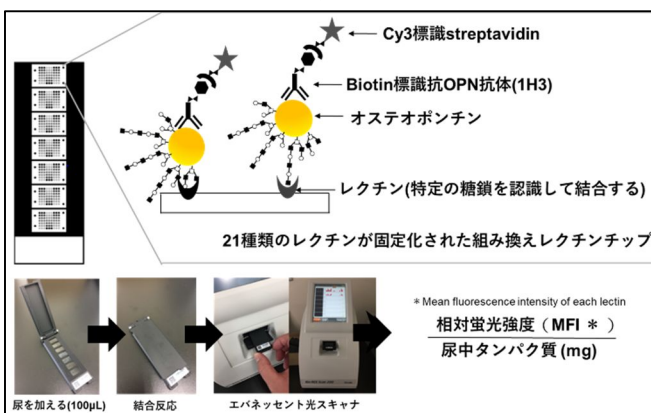 Cy3標識streptavidin
Biotin標識抗OPN抗体(1H3)
オステオポンチン
レクチン(特定の糖鎖を認識して結合する)
21種類のレクチンが固定化された組み換えレクチンチップ
尿を加える(100μL)
結合反応
エバネッセント光スキャナ
＊Mean fluorescence intensity of each lectin
相対蛍光強度（MFI＊）
尿中タンパク質(mg)